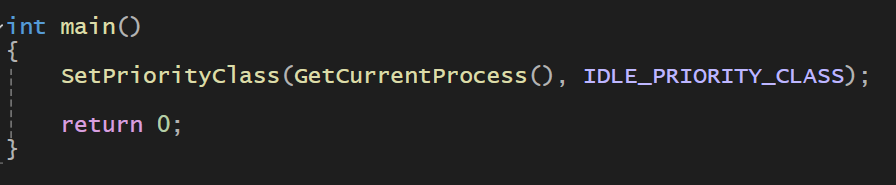 int main()
{
    SetPriorityClass(GetCurrentProcess(), IDLE_PRIORITY_CLASS);
    return 0;
}